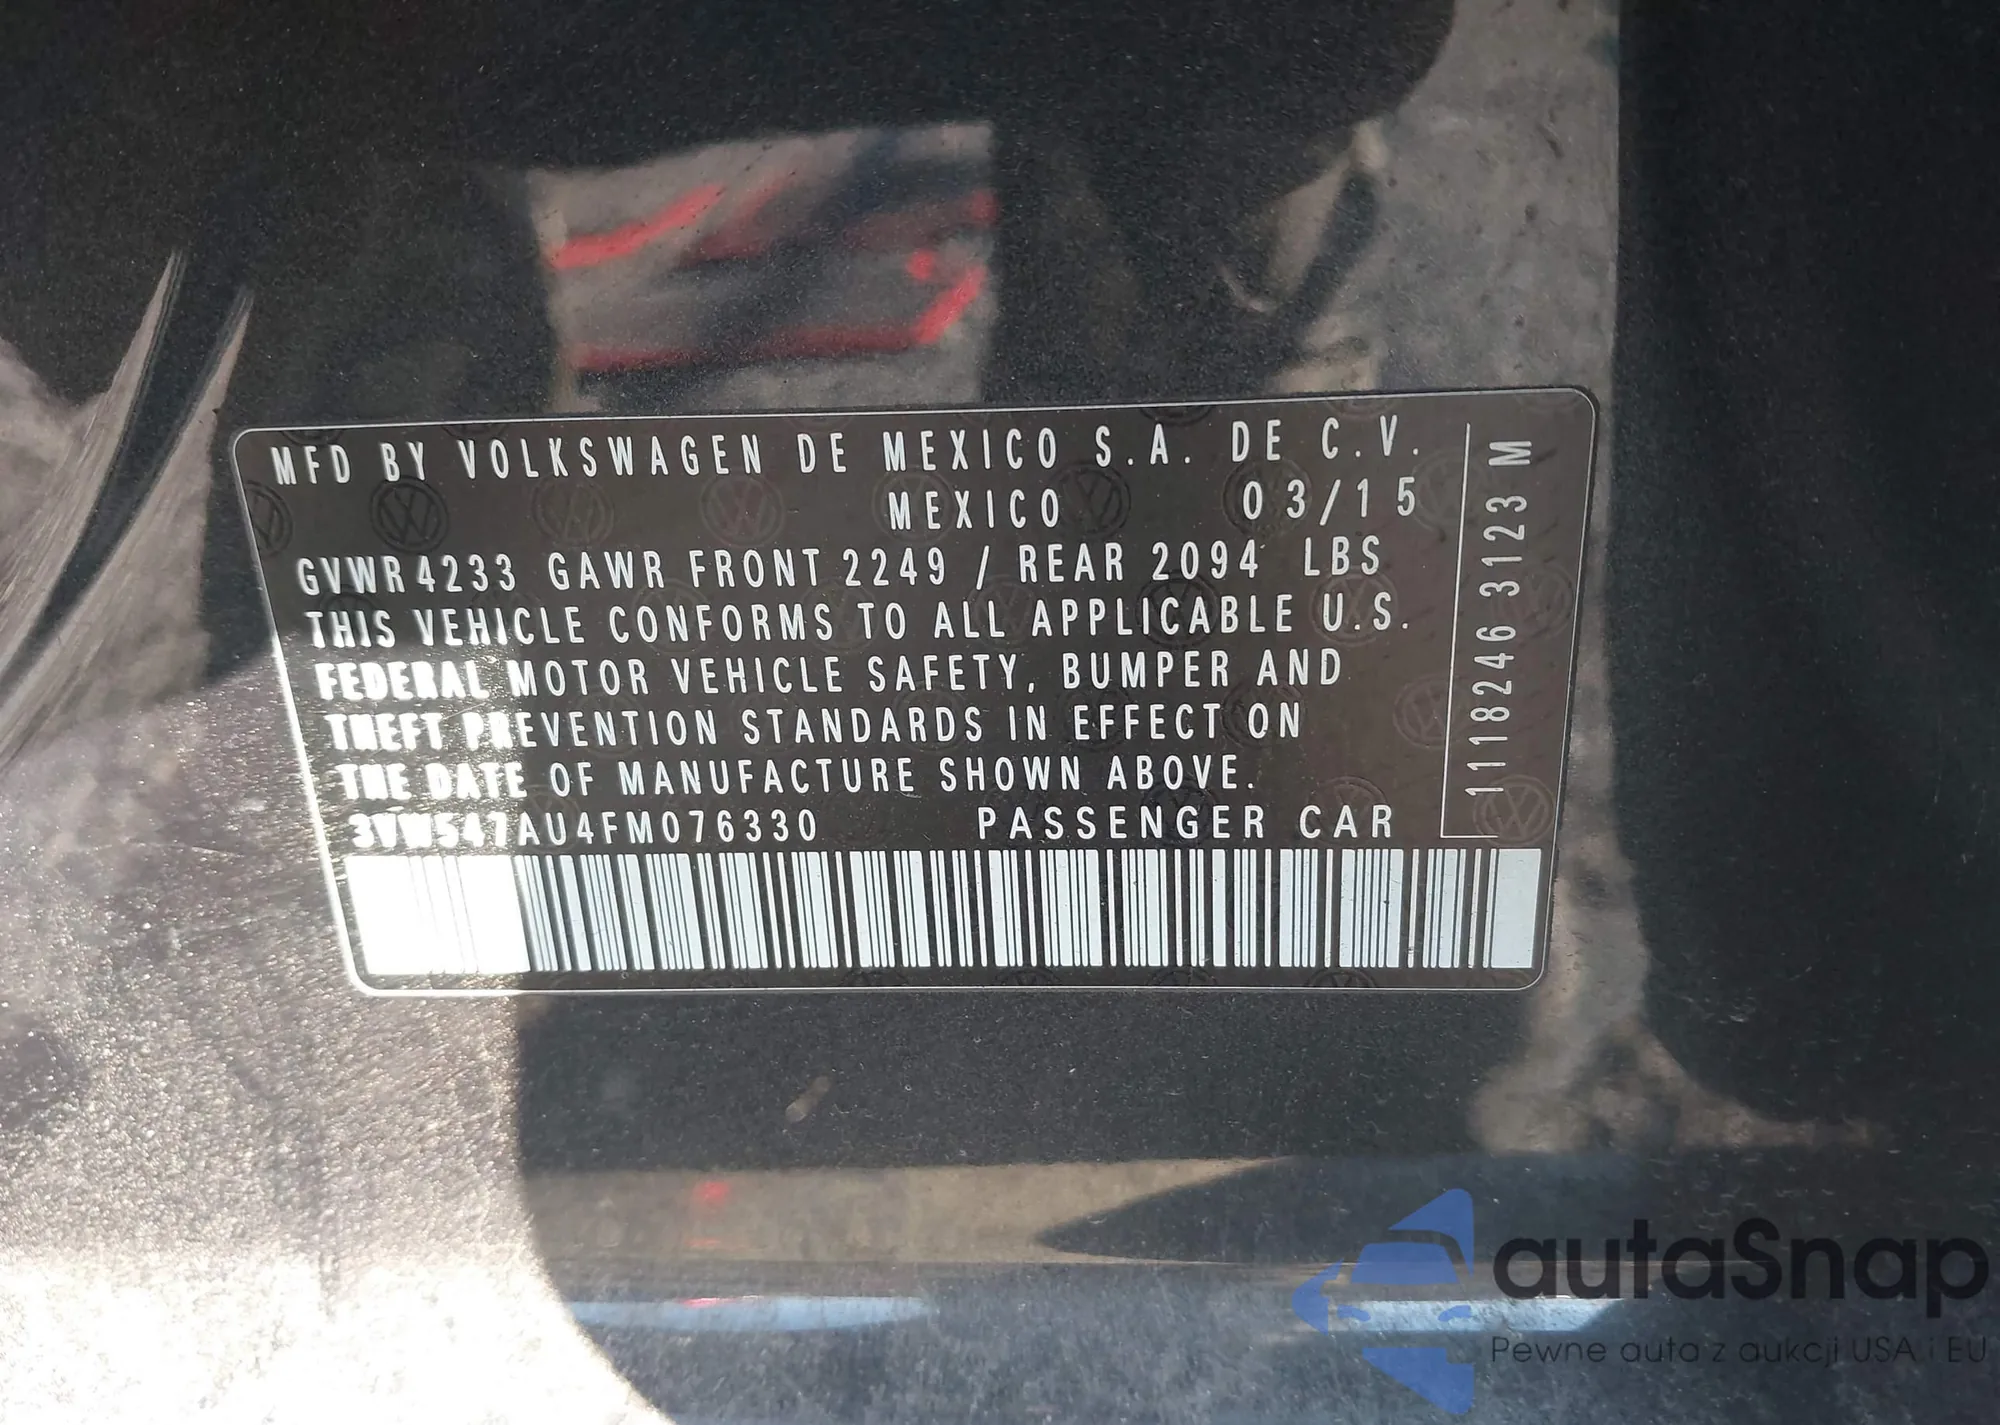 MFD BY VOLKSWAGEN DE MEXICO S.A. DE C.V.
MEXICO 03/15
GVWR 4233 GAWR FRONT 2249 / REAR 2094 LBS
THIS VEHICLE CONFORMS TO ALL APPLICABLE U.S.
FEDERAL MOTOR VEHICLE SAFETY, BUMPER AND
THEFT PREVENTION STANDARDS IN EFFECT ON
THE DATE OF MANUFACTURE SHOWN ABOVE.
3VW547AU4FM076330 PASSENGER CAR
1118246 3123 M
autaSnap
Pewne auta z aukcji USA i EU